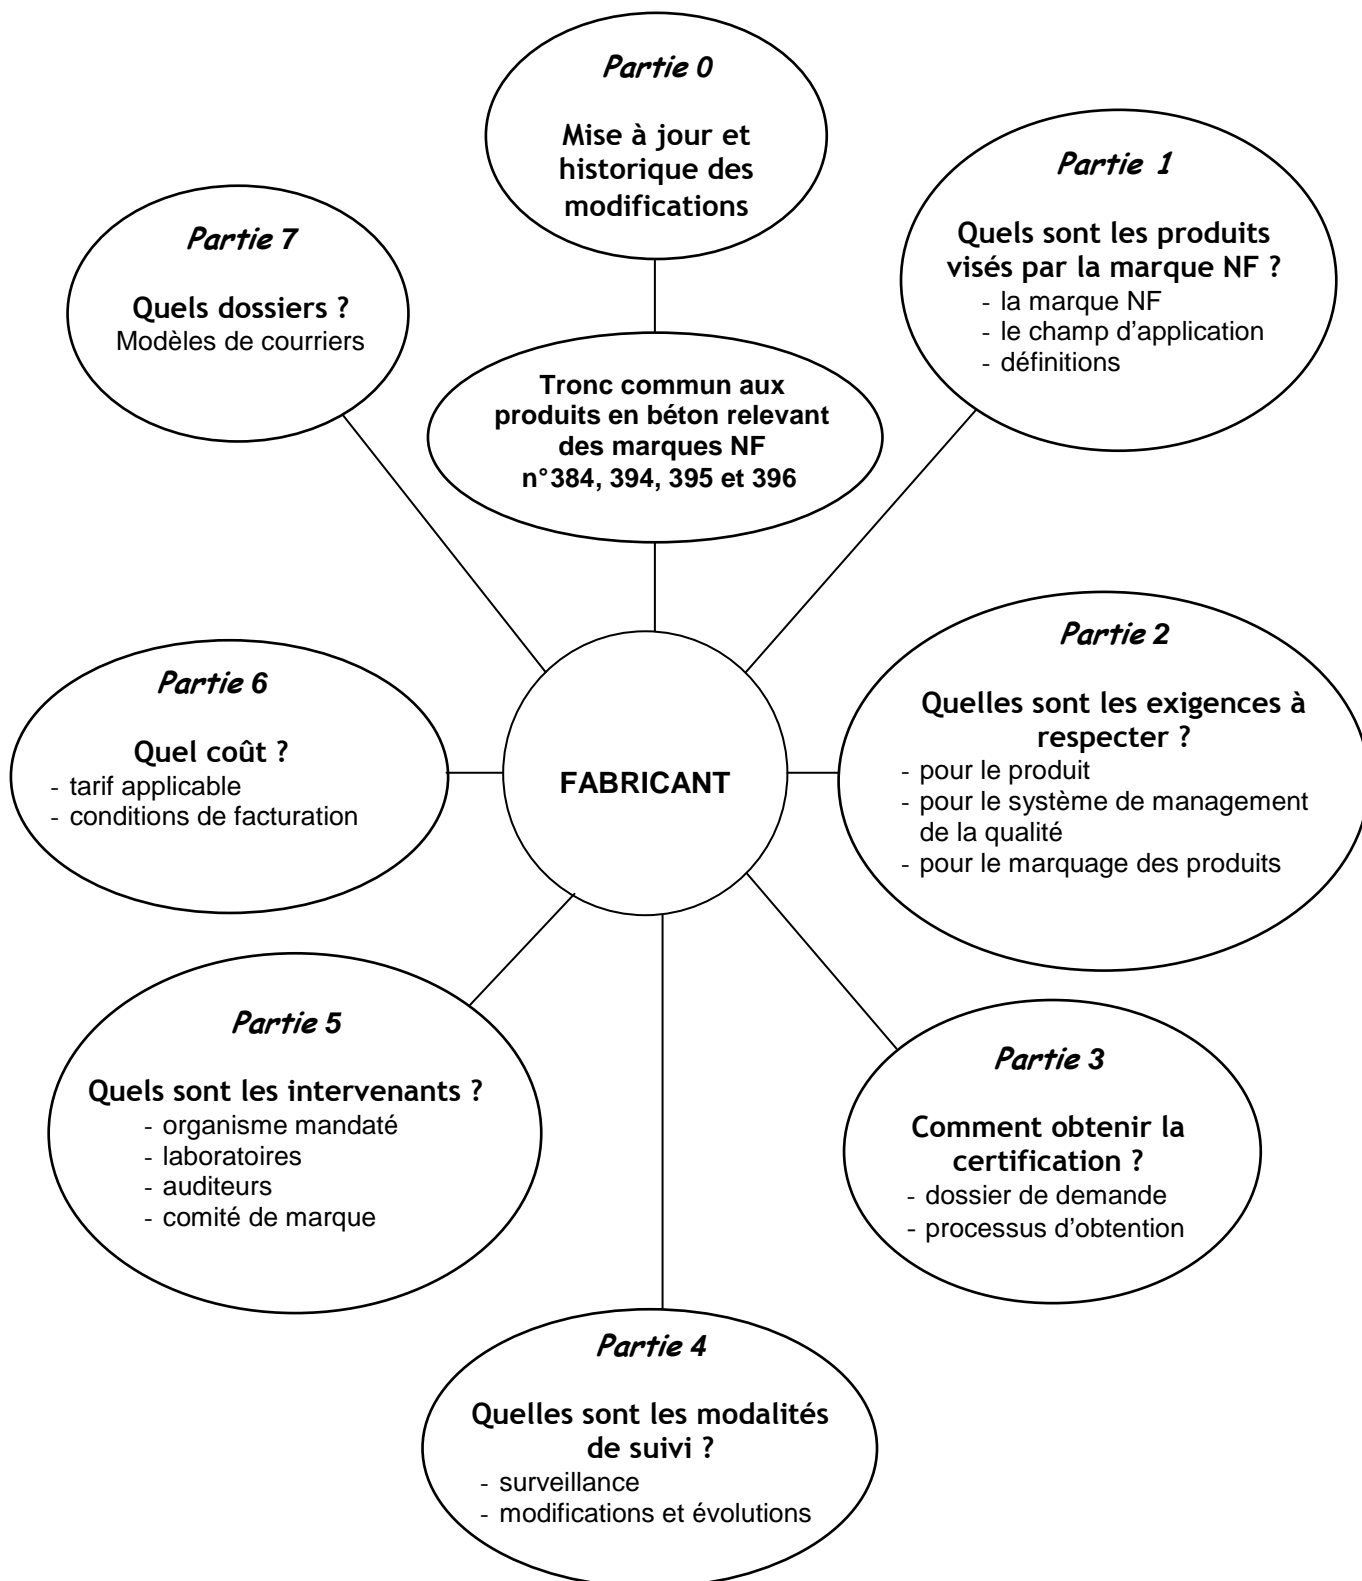 Partie 0
Mise à jour et
historique des
modifications
Partie 1
Quels sont les produits
visés par la marque NF ?
- la marque NF
- le champ d'application
- définitions
Partie 7
Quels dossiers ?
Modèles de courriers
Tronc commun aux
produits en béton relevant
des marques NF
n°384, 394, 395 et 396
Partie 2
Quelles sont les exigences à
respecter ?
- pour le produit
- pour le système de management
de la qualité
- pour le marquage des produits
Partie 6
Quel coût ?
- tarif applicable
- conditions de facturation
FABRICANT
Partie 5
Quels sont les intervenants ?
- organisme mandaté
- laboratoires
- auditeurs
- comité de marque
Partie 3
Comment obtenir la
certification ?
- dossier de demande
- processus d'obtention
Partie 4
Quelles sont les modalités
de suivi ?
- surveillance
- modifications et évolutions